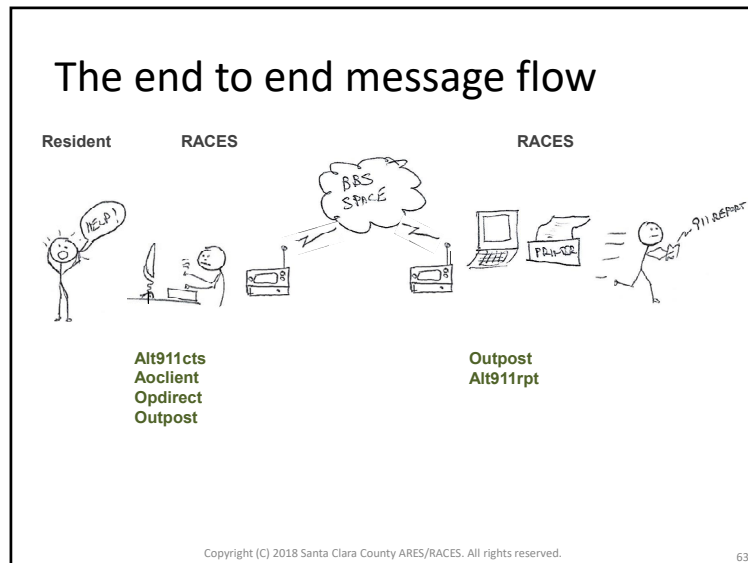 The end to end message flow
Resident
RACES
RACES
HELP!
BBS
SPACE
PRINTER
911 REPORT
Alt911cts
Aoclient
Opdirect
Outpost
Outpost
Alt911rpt
Copyright (C) 2018 Santa Clara County ARES/RACES. All rights reserved.
63